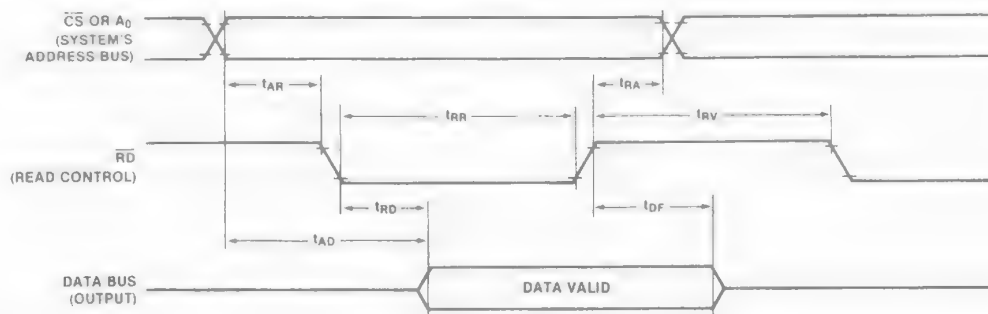 CS OR A₀
(SYSTEM'S
ADDRESS BUS)
tAR
tRA
tRR
tRV
RD
(READ CONTROL)
tRD
tDF
tAD
DATA BUS
(OUTPUT)
DATA VALID